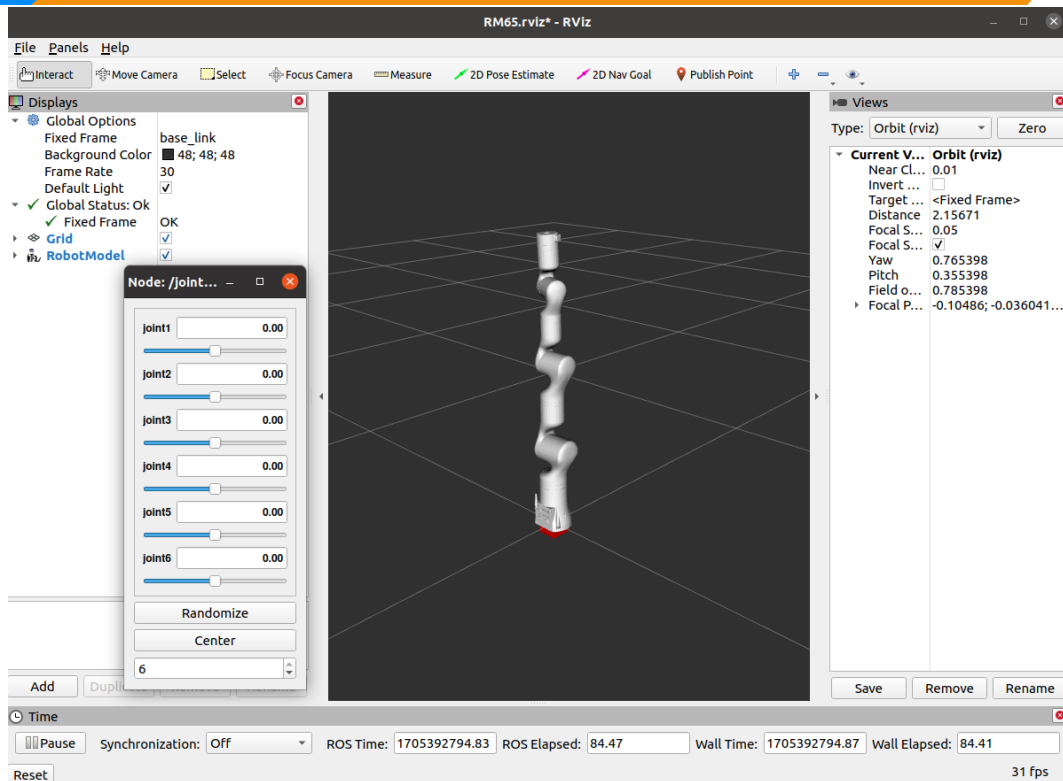 RM65.rviz* - RViz
File Panels Help
Interact Move Camera Select Focus Camera Measure 2D Pose Estimate 2D Nav Goal Publish Point
Displays
Global Options
Fixed Frame base_link
Background Color 48; 48; 48
Frame Rate 30
Default Light
Global Status: Ok
Fixed Frame OK
Grid
RobotModel
Node: /joint...
joint1 0.00
joint2 0.00
joint3 0.00
joint4 0.00
joint5 0.00
joint6 0.00
Randomize
Center
6
Add
Views
Type: Orbit (rviz) Zero
Current V... Orbit (rviz)
Near Cl... 0.01
Invert ...
Target ... <Fixed Frame>
Distance 2.15671
Focal S... 0.05
Focal S...
Yaw 0.765398
Pitch 0.355398
Field o... 0.785398
Focal P... -0.10486; -0.036041...
Save Remove Rename
Time
Pause Synchronization: Off ROS Time: 1705392794.83 ROS Elapsed: 84.47 Wall Time: 1705392794.87 Wall Elapsed: 84.41
Reset 31 fps